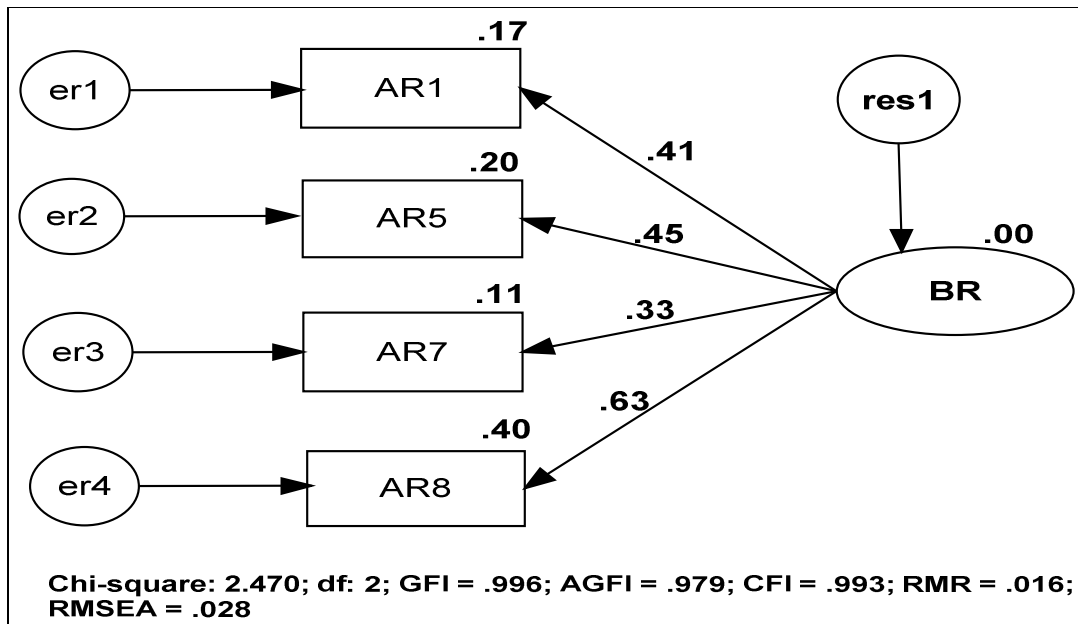 .17
er1
AR1
res1
.41
.20
er2
AR5
.45
.00
BR
.11
er3
AR7
.33
.63
.40
er4
AR8
Chi-square: 2.470; df: 2; GFI = .996; AGFI = .979; CFI = .993; RMR = .016;
RMSEA = .028